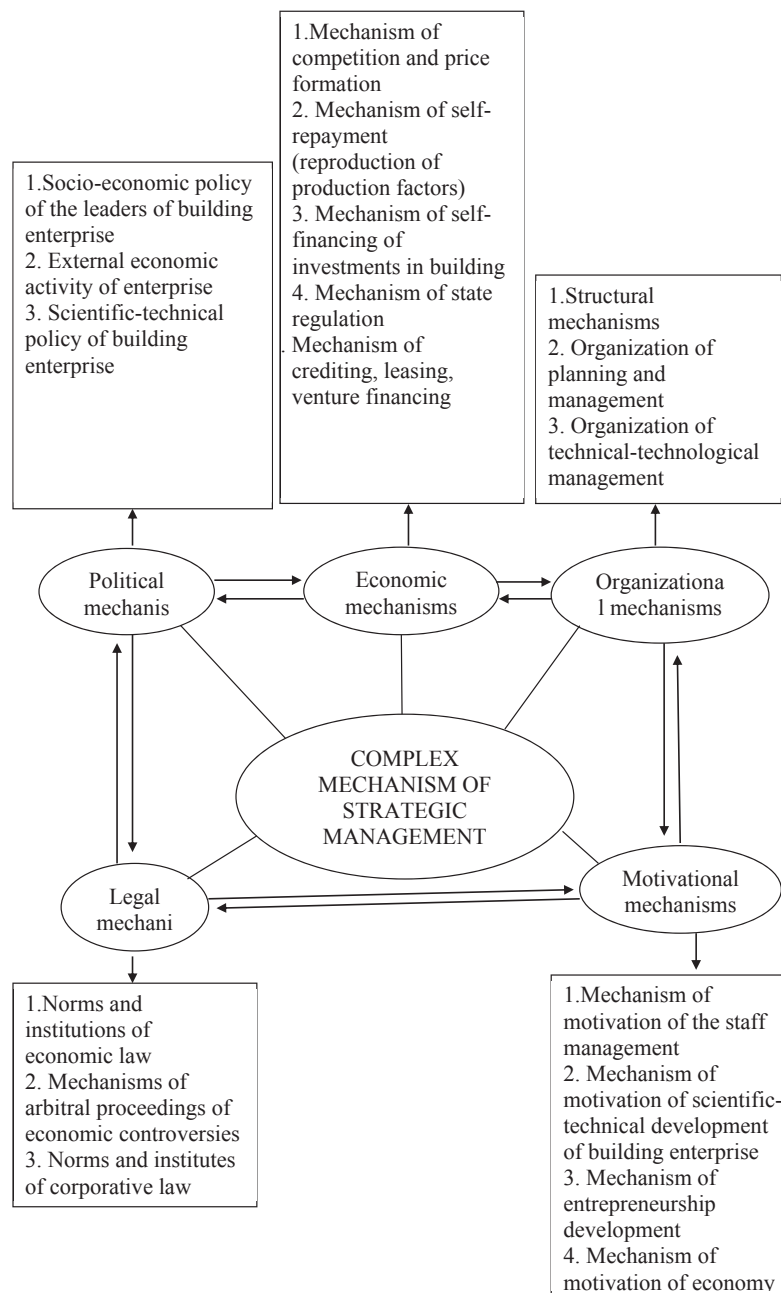 1.Mechanism of
competition and price
formation
2. Mechanism of self-
repayment
(reproduction of
production factors)
3. Mechanism of self-
financing of
investments in building
4. Mechanism of state
regulation
. Mechanism of
crediting, leasing,
venture financing
1.Socio-economic policy
of the leaders of building
enterprise
2. External economic
activity of enterprise
3. Scientific-technical
policy of building
enterprise
1.Structural
mechanisms
2. Organization of
planning and
management
3. Organization of
technical-technological
management
Political
mechanis
Economic
mechanisms
Organizationa
l mechanisms
COMPLEX
MECHANISM OF
STRATEGIC
MANAGEMENT
Legal
mechani
Motivational
mechanisms
1.Norms and
institutions of
economic law
2. Mechanisms of
arbitral proceedings of
economic controversies
3. Norms and institutes
of corporative law
1.Mechanism of
motivation of the staff
management
2. Mechanism of
motivation of scientific-
technical development
of building enterprise
3. Mechanism of
entrepreneurship
development
4. Mechanism of
motivation of economy